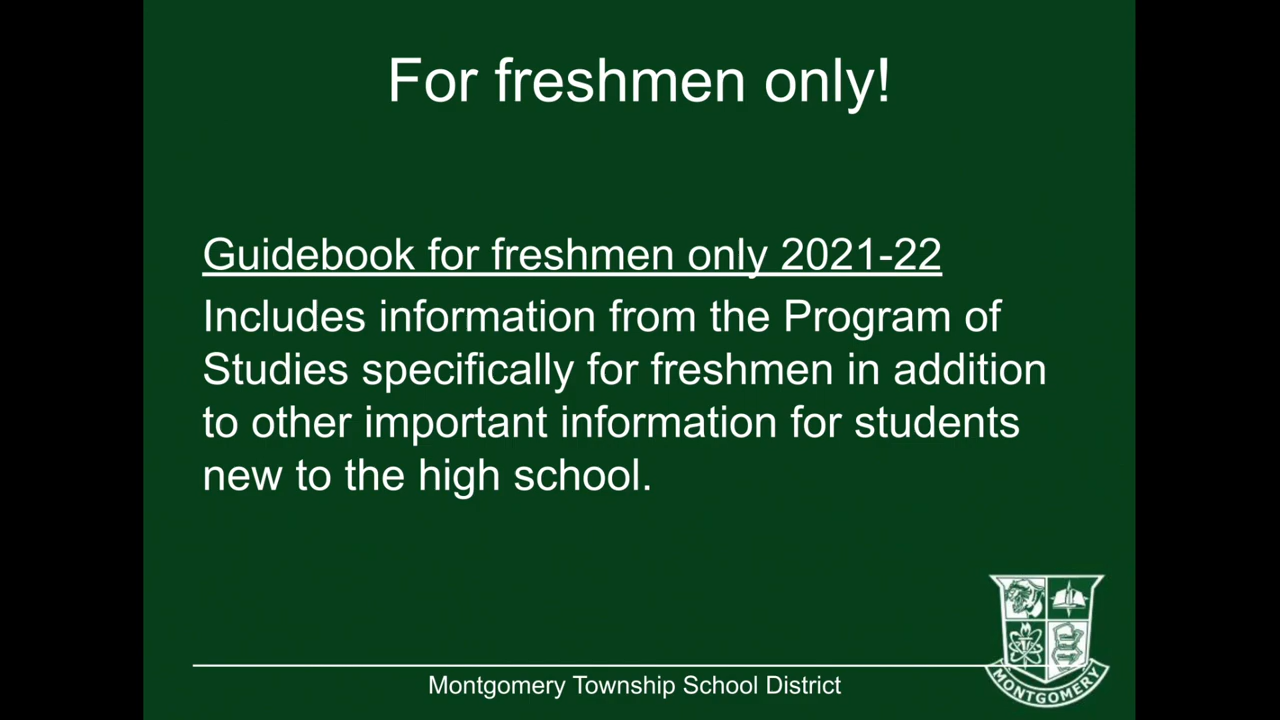 For freshmen only!
Guidebook for freshmen only 2021-22
Includes information from the Program of
Studies specifically for freshmen in addition
to other important information for students
new to the high school.
Montgomery Township School District
MONTGOMERY